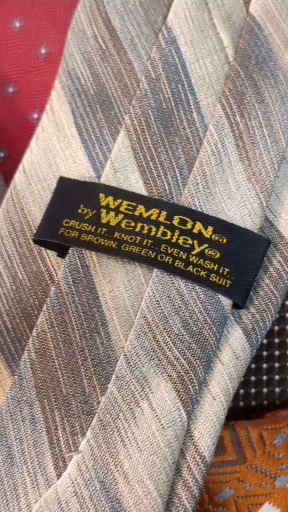 WEMLON®
by Wembley®
CRUSH IT.. KNOT IT.. EVEN WASH IT..
FOR BROWN, GREEN OR BLACK SUIT